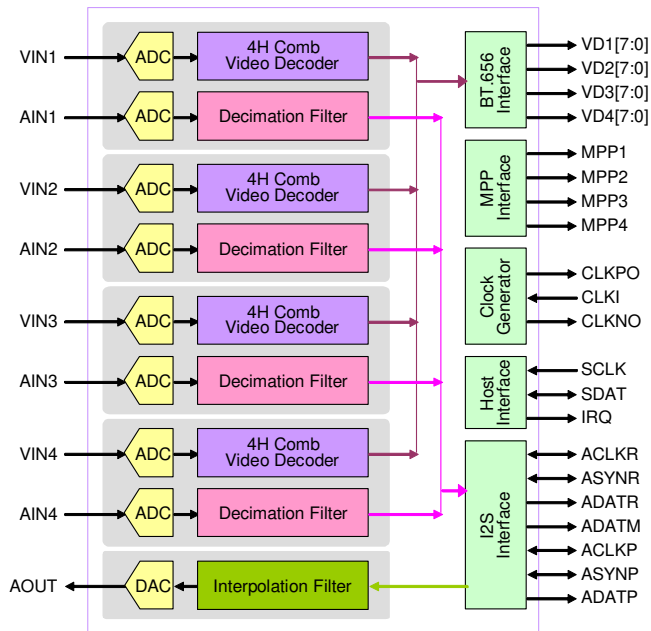 VIN1
ADC
4H Comb
Video Decoder
AIN1
ADC
Decimation Filter
VIN2
ADC
4H Comb
Video Decoder
AIN2
ADC
Decimation Filter
VIN3
ADC
4H Comb
Video Decoder
AIN3
ADC
Decimation Filter
VIN4
ADC
4H Comb
Video Decoder
AIN4
ADC
Decimation Filter
AOUT
DAC
Interpolation Filter
BT.656
Interface
VD1[7:0]
VD2[7:0]
VD3[7:0]
VD4[7:0]
MPP
Interface
MPP1
MPP2
MPP3
MPP4
Clock
Generator
CLKPO
CLKI
CLKNO
Host
Interface
SCLK
SDAT
IRQ
I2S
Interface
ACLKR
ASYNR
ADATR
ADATM
ACLKP
ASYNP
ADATP